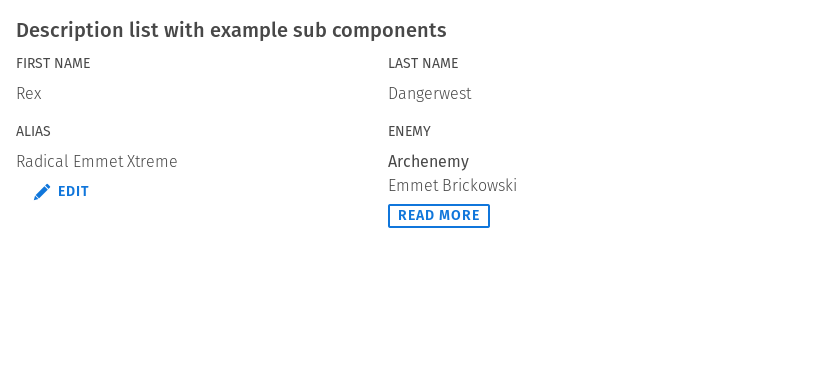 Description list with example sub components
FIRST NAME
Rex
LAST NAME
Dangerwest
ALIAS
Radical Emmet Xtreme
EDIT
ENEMY
Archenemy
Emmet Brickowski
READ MORE